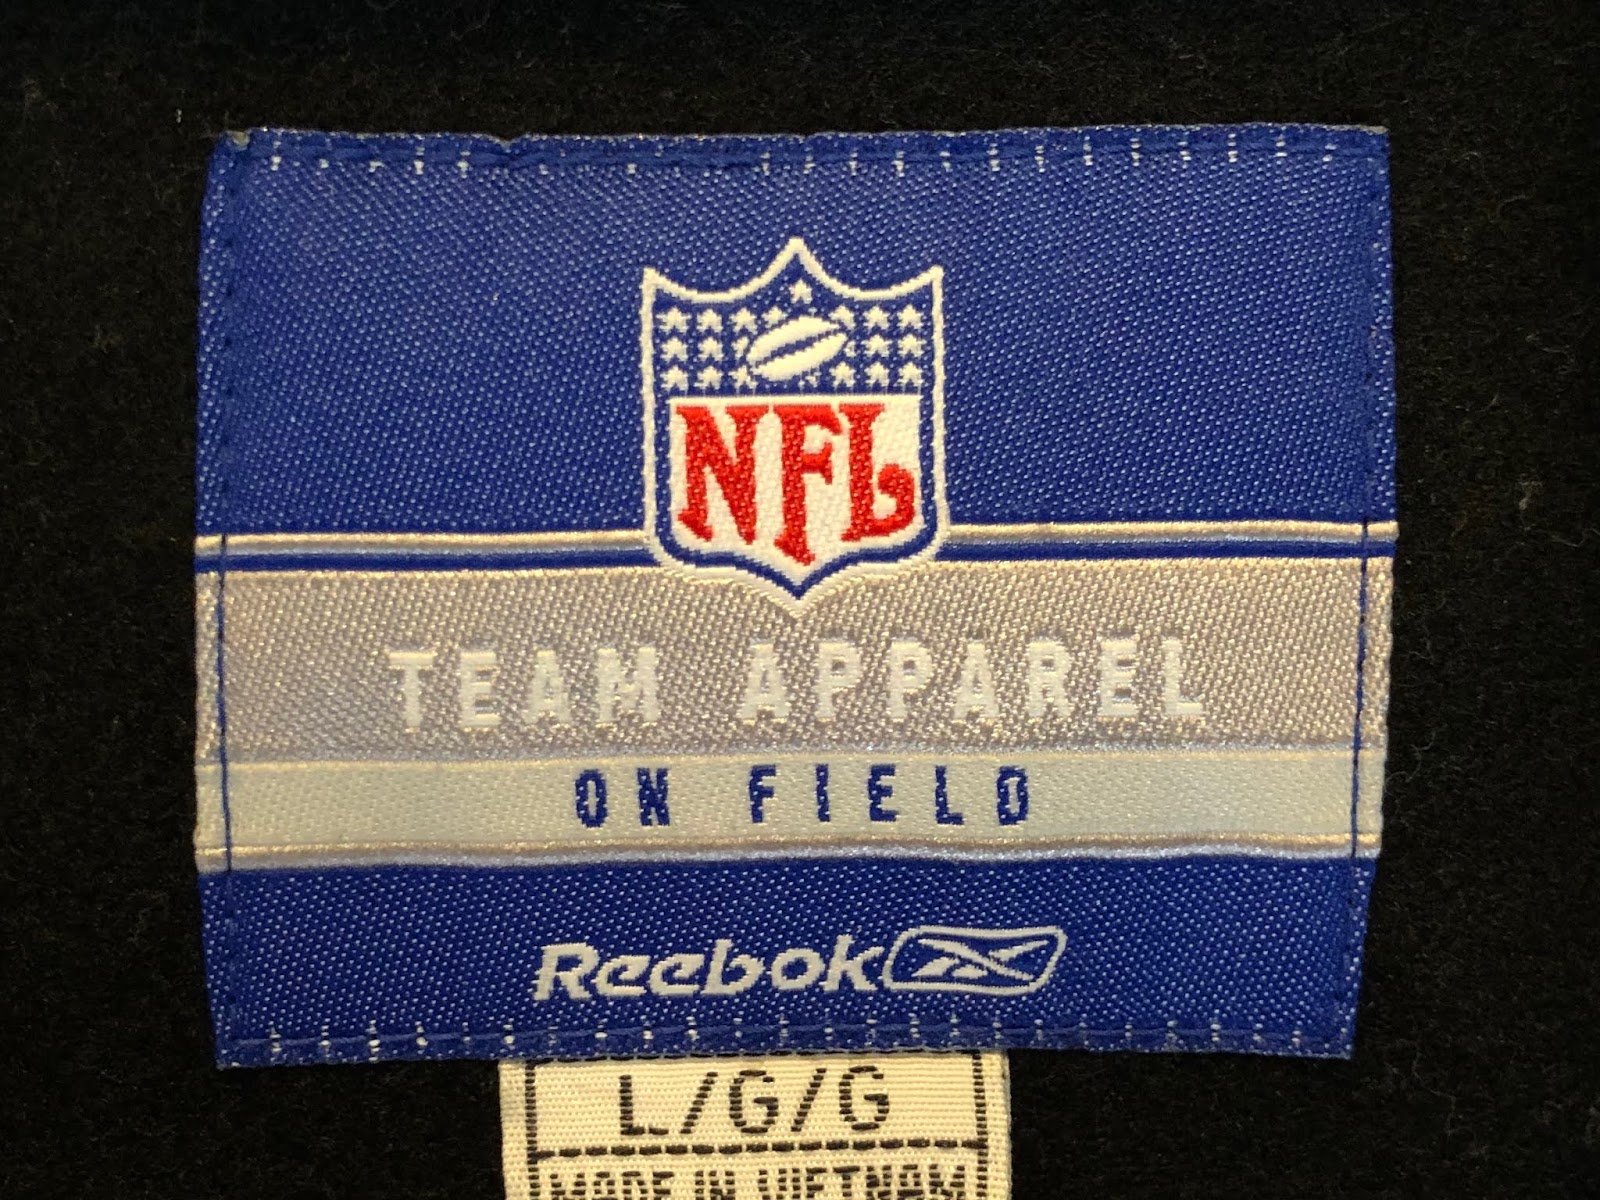 NFL
TEAM APPAREL
ON FIELD
Reebok
L/G/G
MADE IN VIETNAM